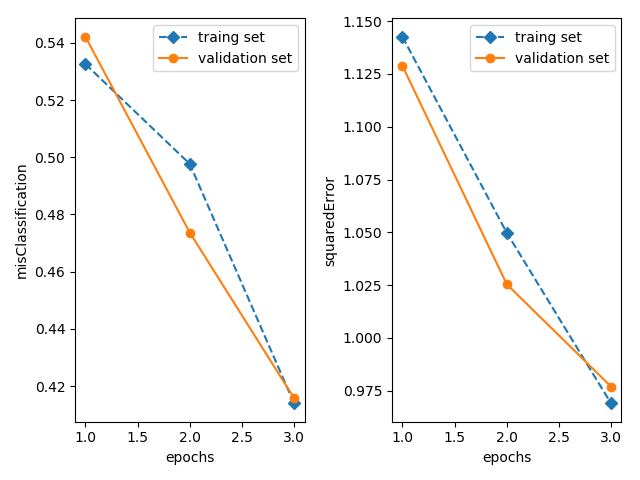 traing set
validation set
0.54
0.52
0.50
0.48
0.46
0.44
0.42
misClassification
1.0 1.5 2.0 2.5 3.0
epochs
traing set
validation set
1.150
1.125
1.100
1.075
1.050
1.025
1.000
0.975
squaredError
1.0 1.5 2.0 2.5 3.0
epochs